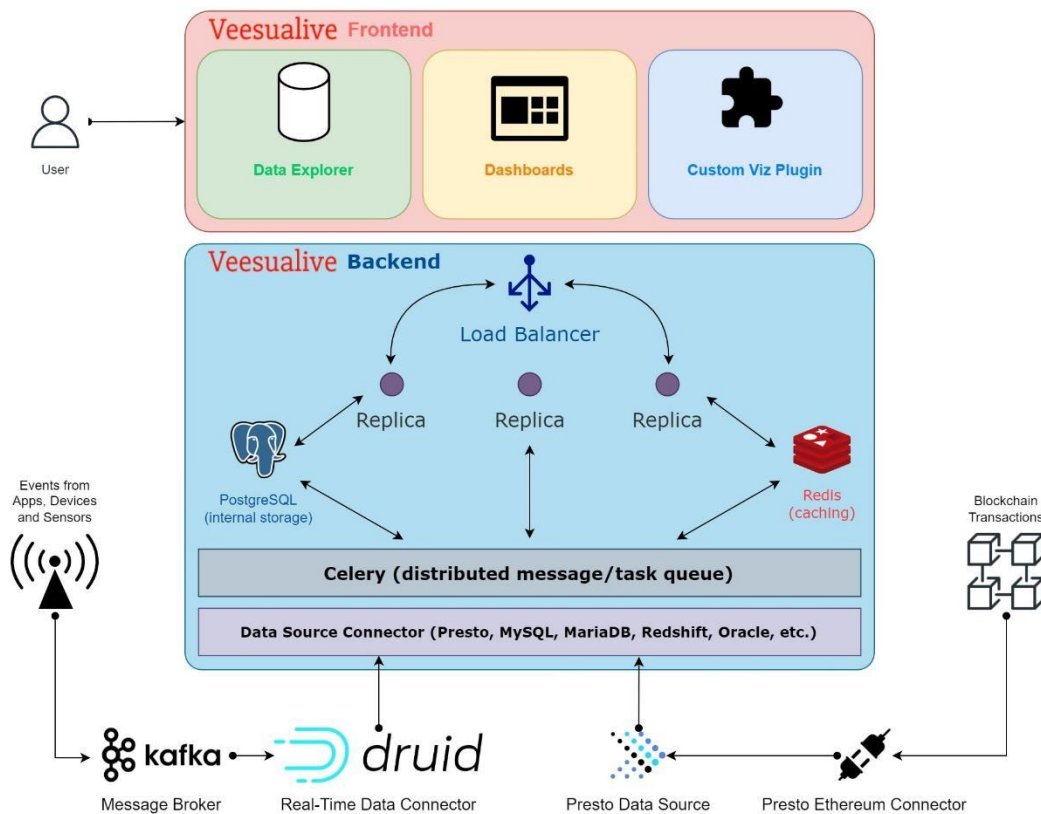 Veesualive Frontend
User
Data Explorer
Dashboards
Custom Viz Plugin
Veesualive Backend
Load Balancer
Replica
Replica
Replica
PostgreSQL
(internal storage)
Redis
(caching)
Events from
Apps, Devices
and Sensors
Blockchain
Transactions
Celery (distributed message/task queue)
Data Source Connector (Presto, MySQL, MariaDB, Redshift, Oracle, etc.)
kafka
druid
Message Broker
Real-Time Data Connector
Presto Data Source
Presto Ethereum Connector